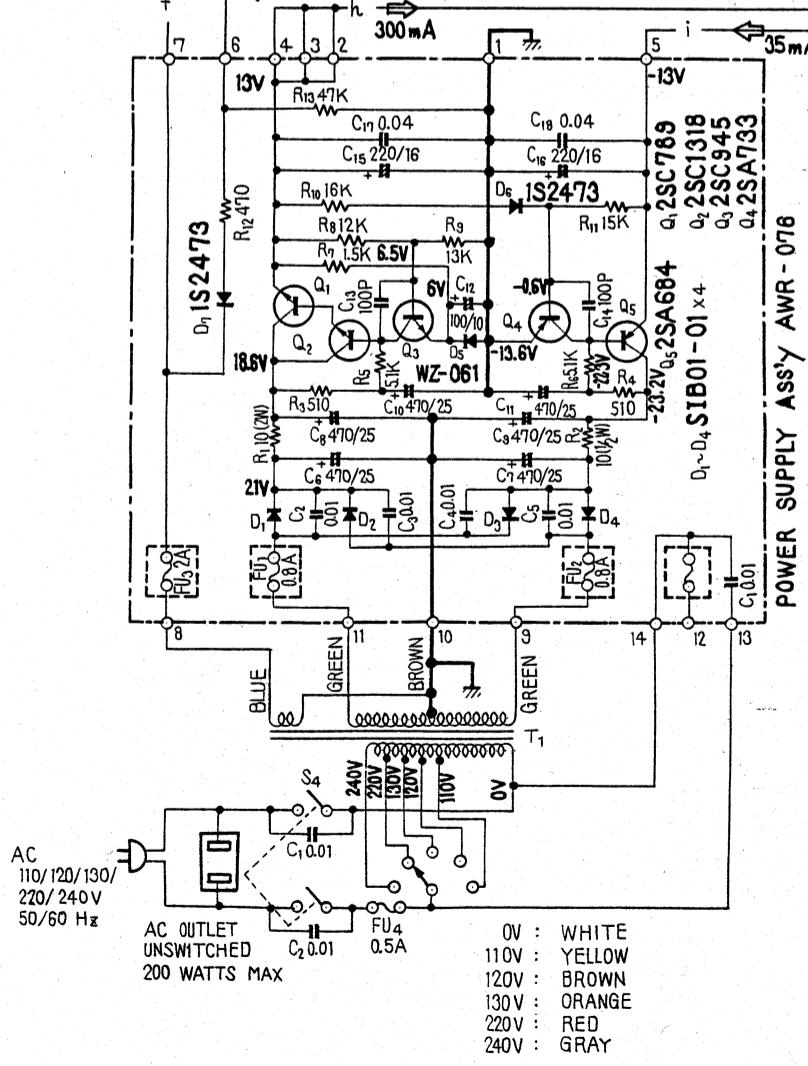 h
300mA
i
35m
7
6
4
3
2
1
5
13V
-13V
R13 47K
C17 0.04
C18 0.04
C15 220/16
C16 220/16
+
+
R10 16K
D6 1S2473
R11 15K
R8 12K
6.5V
R9
13K
R7 1.5K
R12 470
D7 1S2473
Q1
C13
100P
6V
+ C12
100/10
-0.6V
C14 100P
Q4
Q5
Q2
Q3
D5
-13.6V
18.6V
WZ-061
R5
5.1K
R6 5.1K
-22.3V
R4
510
-23.2V
R3 510
+
C10 470/25
C11 470/25
+
+
C8 470/25
+
C9 470/25
R1 10(2W)
R2
10(1/2W)
+
C6 470/25
+
C7 470/25
21V
D1
C2
0.01
D2
C3 0.01
C4 0.01
D3
C5
0.01
D4
FU3 2A
FU1
0.8A
FU2
0.8A
C1 0.01
Q1 2SC789
Q2 2SC1318
Q3 2SC945
Q4 2SA733
Q5 2SA684
D1~D4 SIB01-01×4
POWER SUPPLY ASS'Y AWR-076
8
11
10
9
14
12
13
BLUE
GREEN
BROWN
GREEN
T1
240V
220V
130V
120V
110V
0V
S4
C1 0.01
AC
110/120/130/
220/240V
50/60 Hz
AC OUTLET
UNSWITCHED
200 WATTS MAX
C2 0.01
FU4
0.5A
0V : WHITE
110V : YELLOW
120V : BROWN
130V : ORANGE
220V : RED
240V : GRAY